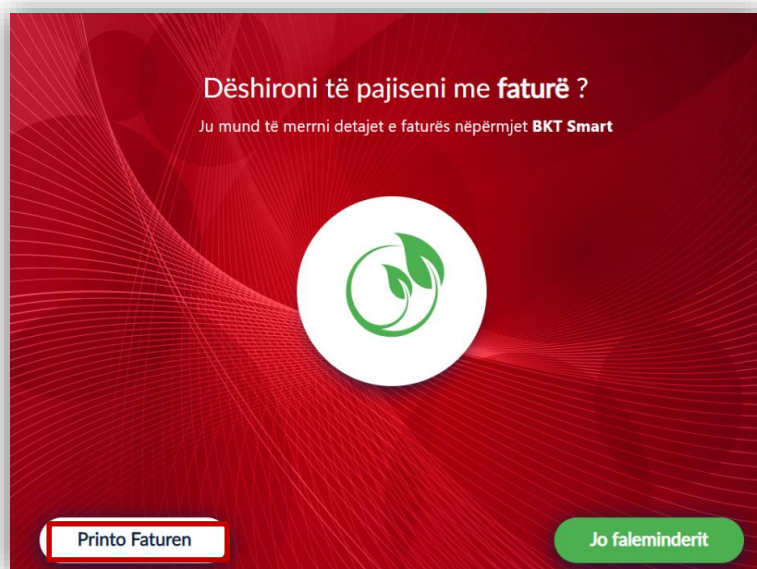 Dëshironi të pajiseni me faturë ?
Ju mund të merrni detajet e faturës nëpërmjet BKT Smart
Printo Faturen
Jo faleminderit